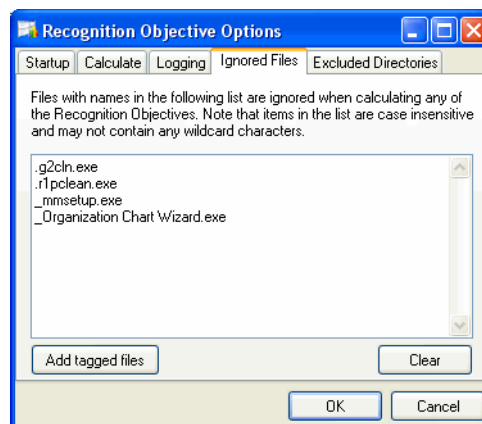 Recognition Objective Options
Startup Calculate Logging Ignored Files Excluded Directories
Files with names in the following list are ignored when calculating any of
the Recognition Objectives. Note that items in the list are case insensitive
and may not contain any wildcard characters.
.g2cln.exe
.r1pclean.exe
_mmsetup.exe
_Organization Chart Wizard.exe
Add tagged files Clear
OK Cancel